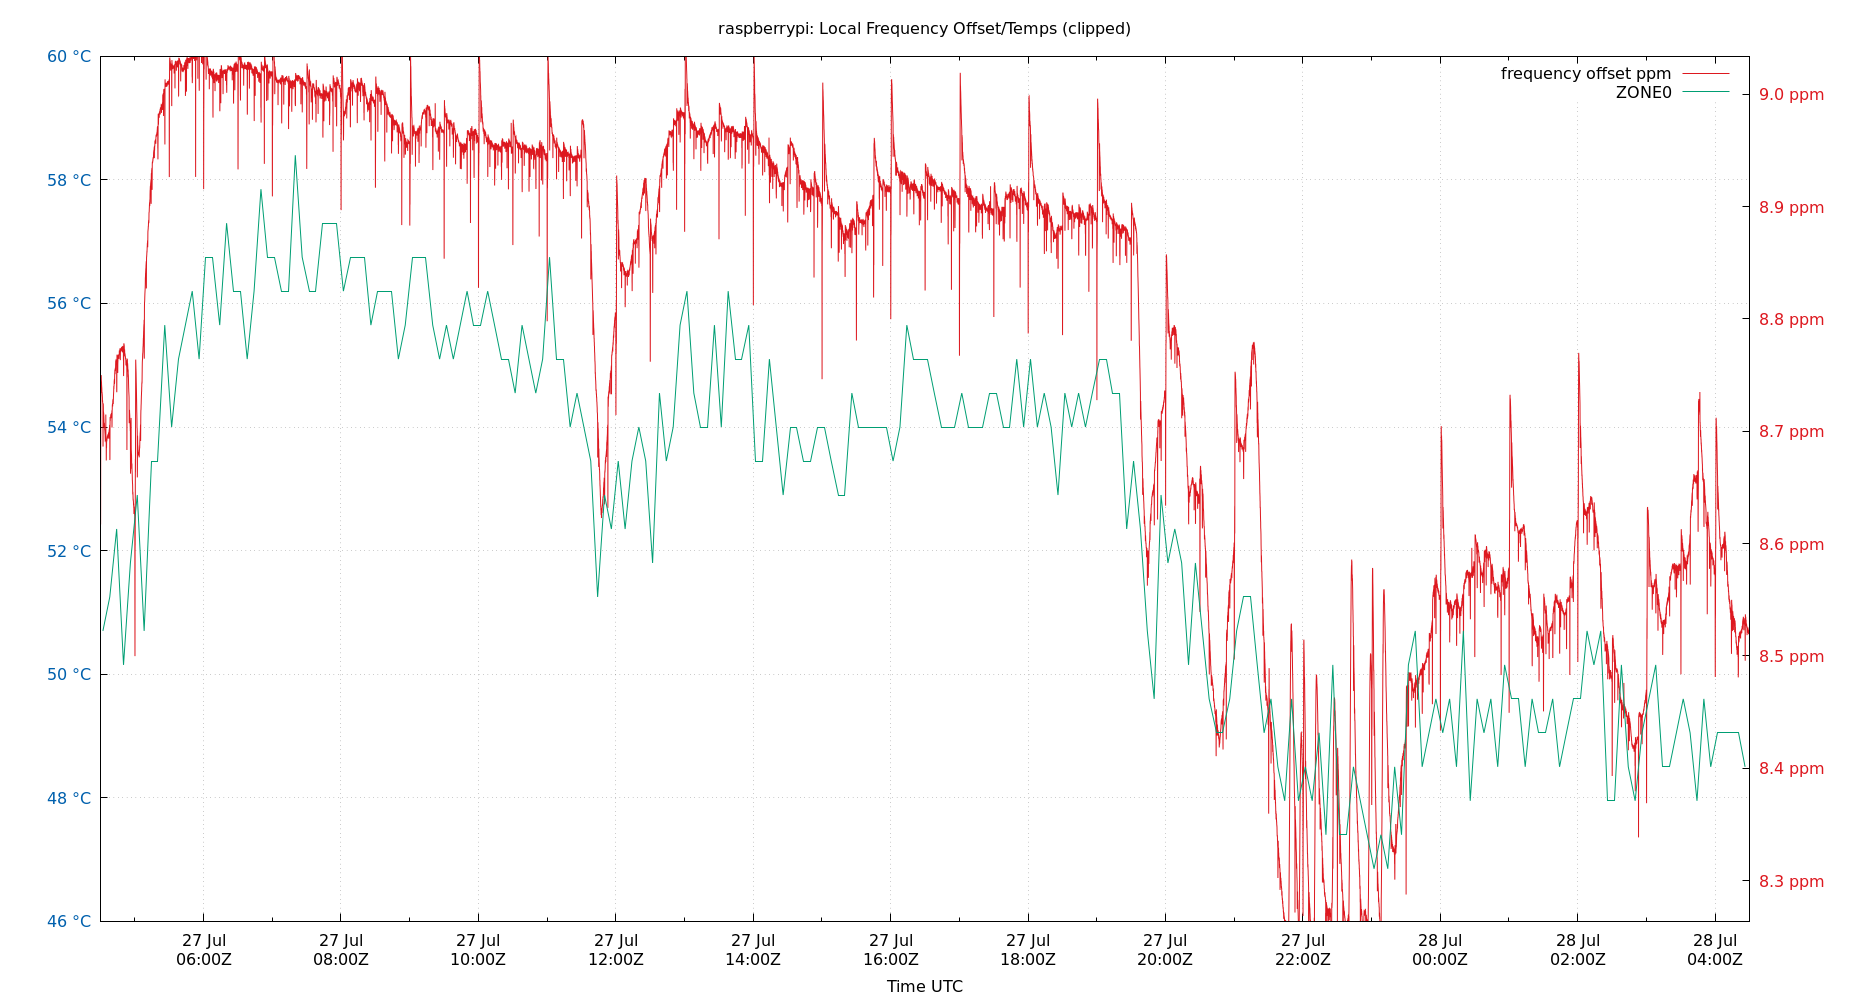 raspberrypi: Local Frequency Offset/Temps (clipped)
frequency offset ppm
ZONE0
60 °C
58 °C
56 °C
54 °C
52 °C
50 °C
48 °C
46 °C
9.0 ppm
8.9 ppm
8.8 ppm
8.7 ppm
8.6 ppm
8.5 ppm
8.4 ppm
8.3 ppm
27 Jul 27 Jul 27 Jul 27 Jul 27 Jul 27 Jul 27 Jul 27 Jul 27 Jul 28 Jul 28 Jul 28 Jul
06:00Z 08:00Z 10:00Z 12:00Z 14:00Z 16:00Z 18:00Z 20:00Z 22:00Z 00:00Z 02:00Z 04:00Z
Time UTC